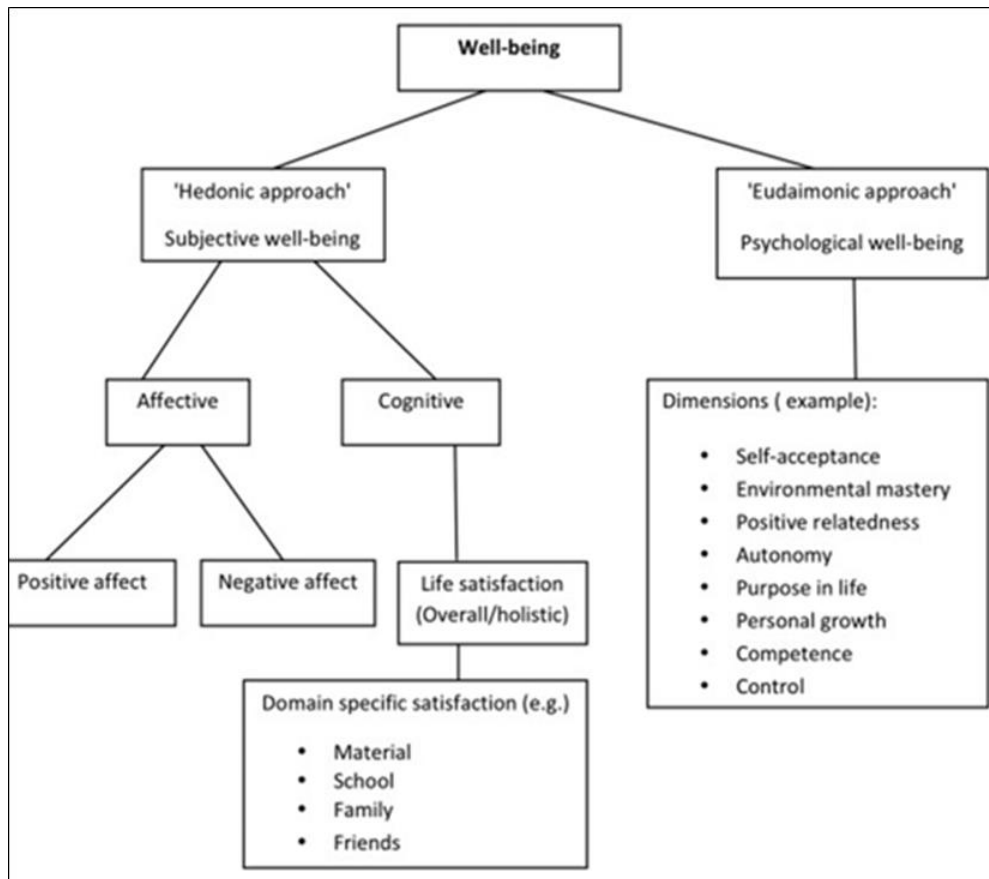 Well-being
'Hedonic approach'
Subjective well-being
'Eudaimonic approach'
Psychological well-being
Affective
Cognitive
Dimensions ( example):
• Self-acceptance
• Environmental mastery
• Positive relatedness
• Autonomy
• Purpose in life
• Personal growth
• Competence
• Control
Positive affect
Negative affect
Life satisfaction
(Overall/holistic)
Domain specific satisfaction (e.g.)
• Material
• School
• Family
• Friends